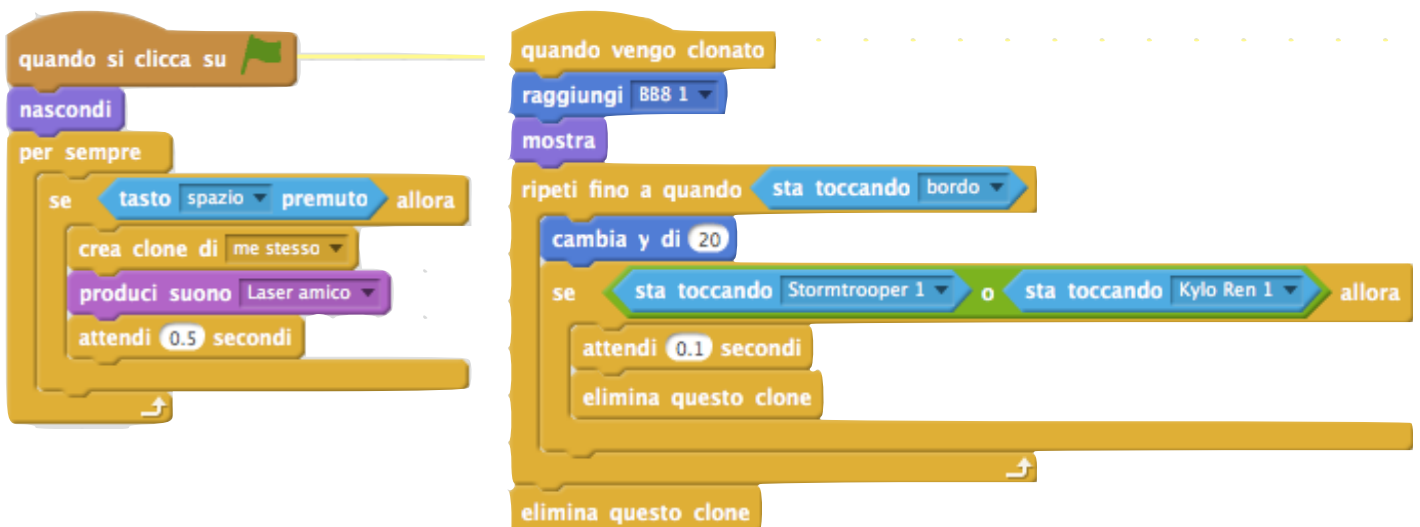 quando si clicca su
nascondi
per sempre
se tasto spazio premuto allora
crea clone di me stesso
produci suono Laser amico
attendi 0.5 secondi
quando vengo clonato
raggiungi BB8 1
mostra
ripeti fino a quando sta toccando bordo
cambia y di 20
se sta toccando Stormtrooper 1 o sta toccando Kylo Ren 1 allora
attendi 0.1 secondi
elimina questo clone
elimina questo clone